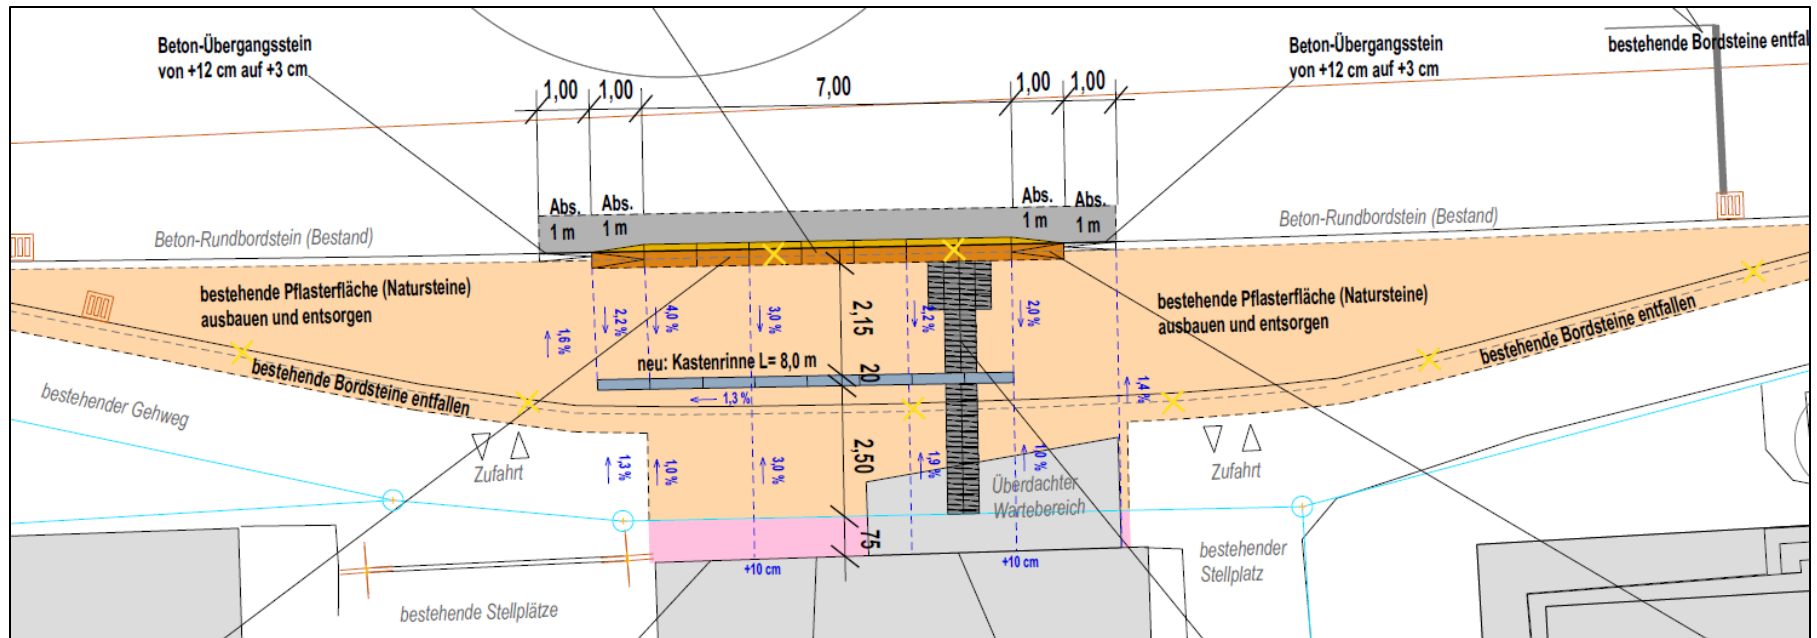 Beton-Übergangsstein
von +12 cm auf +3 cm
Beton-Übergangsstein
von +12 cm auf +3 cm
bestehende Bordsteine entfal
1,00
1,00
7,00
1,00
1,00
Abs.
1 m
Abs.
1 m
Abs.
1 m
Abs.
1 m
Beton-Rundbordstein (Bestand)
Beton-Rundbordstein (Bestand)
bestehende Pflasterfläche (Natursteine)
ausbauen und entsorgen
bestehende Pflasterfläche (Natursteine)
ausbauen und entsorgen
1,6 %
2,2 %
4,0 %
3,0 %
2,15
2,2 %
2,0 %
bestehende Bordsteine entfallen
bestehende Bordsteine entfallen
neu: Kastenrinne L= 8,0 m
20
1,3 %
1,4 %
bestehender Gehweg
Zufahrt
Zufahrt
1,3 %
1,0 %
3,0 %
2,50
1,9 %
1,0 %
Überdachter
Wartebereich
75
+10 cm
+10 cm
bestehender
Stellplatz
bestehende Stellplätze